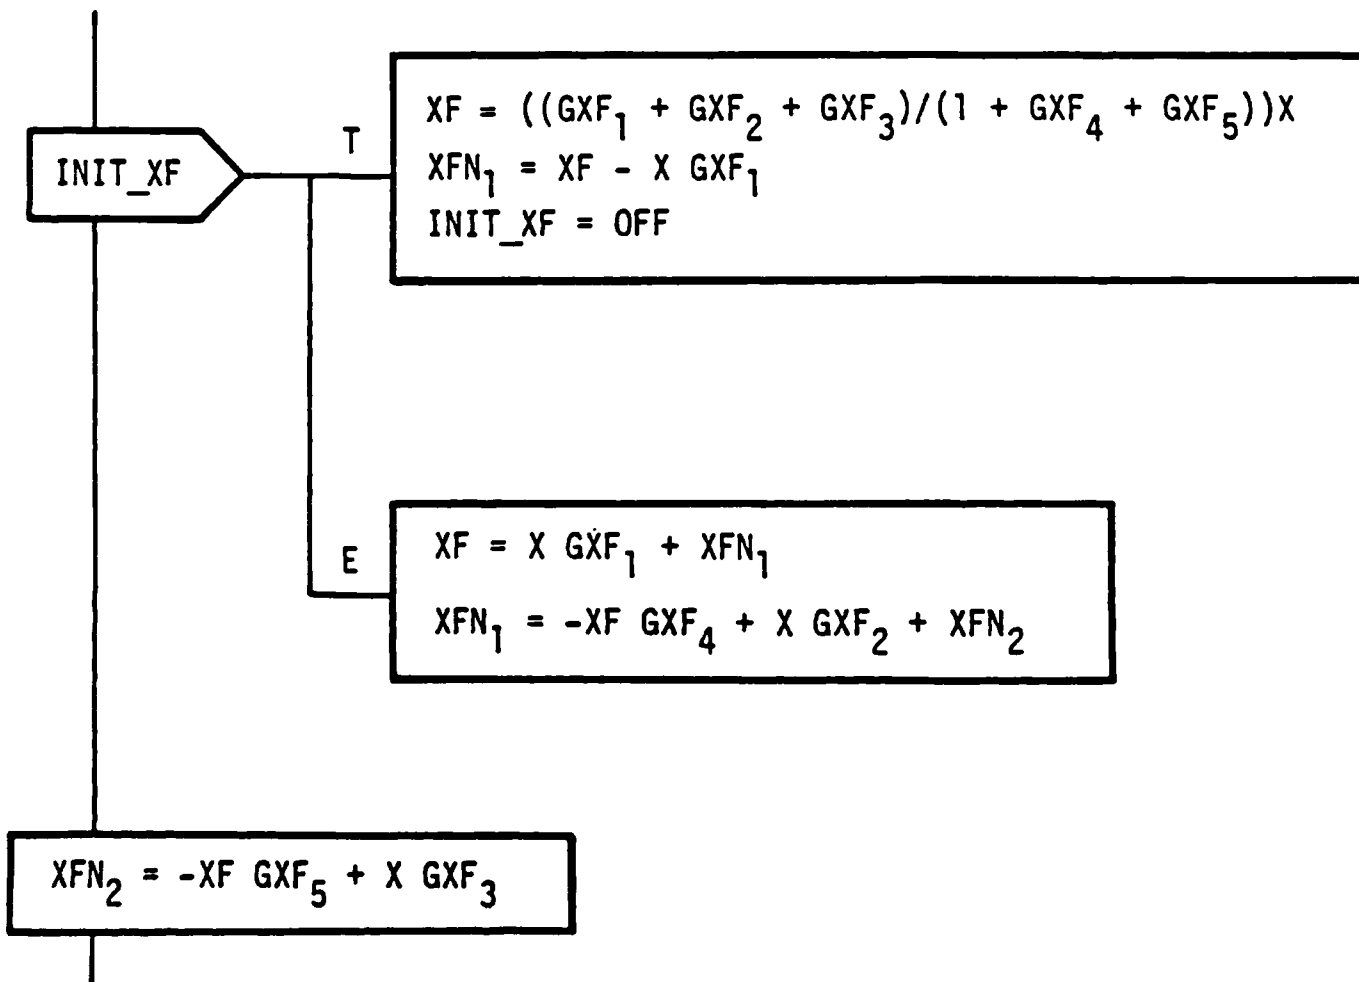 T
XF = ((GXF₁ + GXF₂ + GXF₃)/(1 + GXF₄ + GXF₅))X
INIT_XF
XFN₁ = XF - X GXF₁
INIT_XF = OFF
E
XF = X GXF₁ + XFN₁
XFN₁ = -XF GXF₄ + X GXF₂ + XFN₂
XFN₂ = -XF GXF₅ + X GXF₃